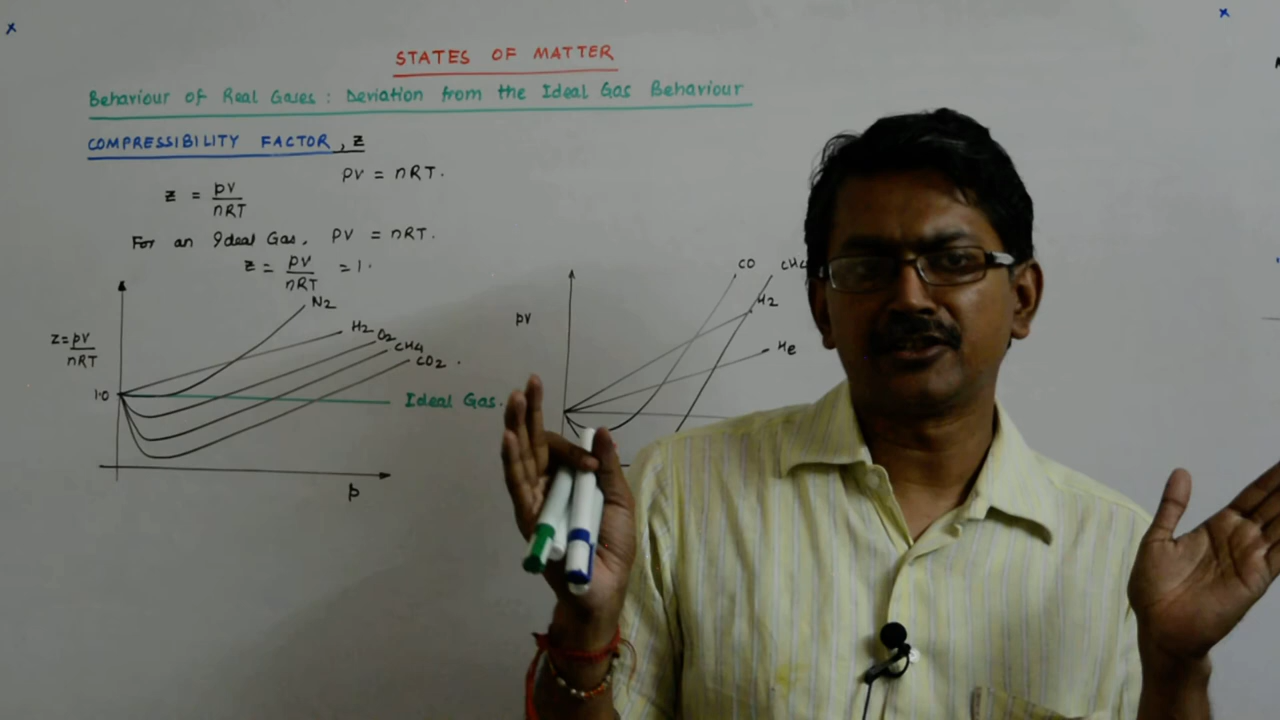 x
x
STATES OF MATTER
Behaviour of Real Gases : Deviation from the Ideal Gas Behaviour
COMPRESSIBILITY FACTOR, Z
PV = nRT.
Z = pV/nRT
For an Ideal Gas, PV = nRT.
Z = PV/nRT = 1.
N2
H2
O2
CH4
CO2.
Z = pV/nRT
1.0
Ideal Gas.
p
CO
CH4
H2
He
pV